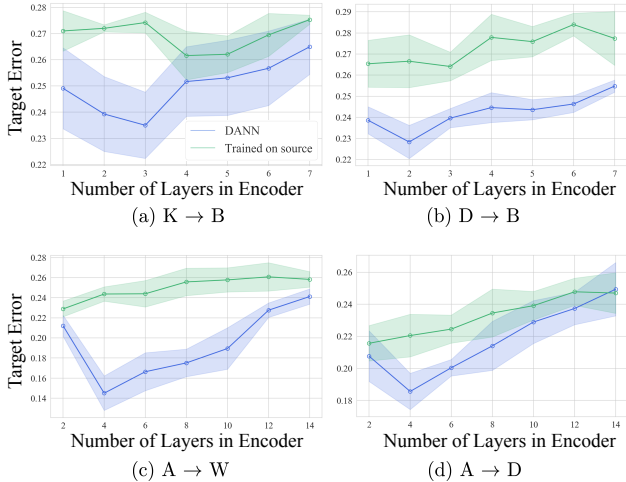 Target Error
0.28
0.27
0.26
0.25
0.24
0.23
0.22
DANN
Trained on source
1 2 3 4 5 6 7
Number of Layers in Encoder
(a) K → B
0.29
0.28
0.27
0.26
0.25
0.24
0.23
0.22
1 2 3 4 5 6 7
Number of Layers in Encoder
(b) D → B
Target Error
0.28
0.26
0.24
0.22
0.20
0.18
0.16
0.14
2 4 6 8 10 12 14
Number of Layers in Encoder
(c) A → W
0.26
0.24
0.22
0.20
0.18
2 4 6 8 10 12 14
Number of Layers in Encoder
(d) A → D